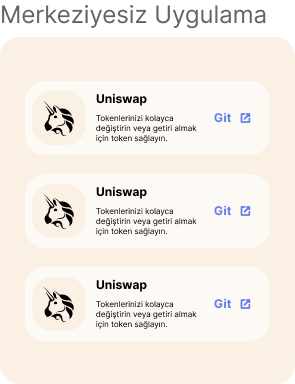 Merkeziyesiz Uygulama
Uniswap
Tokenlerinizi kolayca
değiştirin veya getiri almak
için token sağlayın.
Git
Uniswap
Tokenlerinizi kolayca
değiştirin veya getiri almak
için token sağlayın.
Git
Uniswap
Tokenlerinizi kolayca
değiştirin veya getiri almak
için token sağlayın.
Git